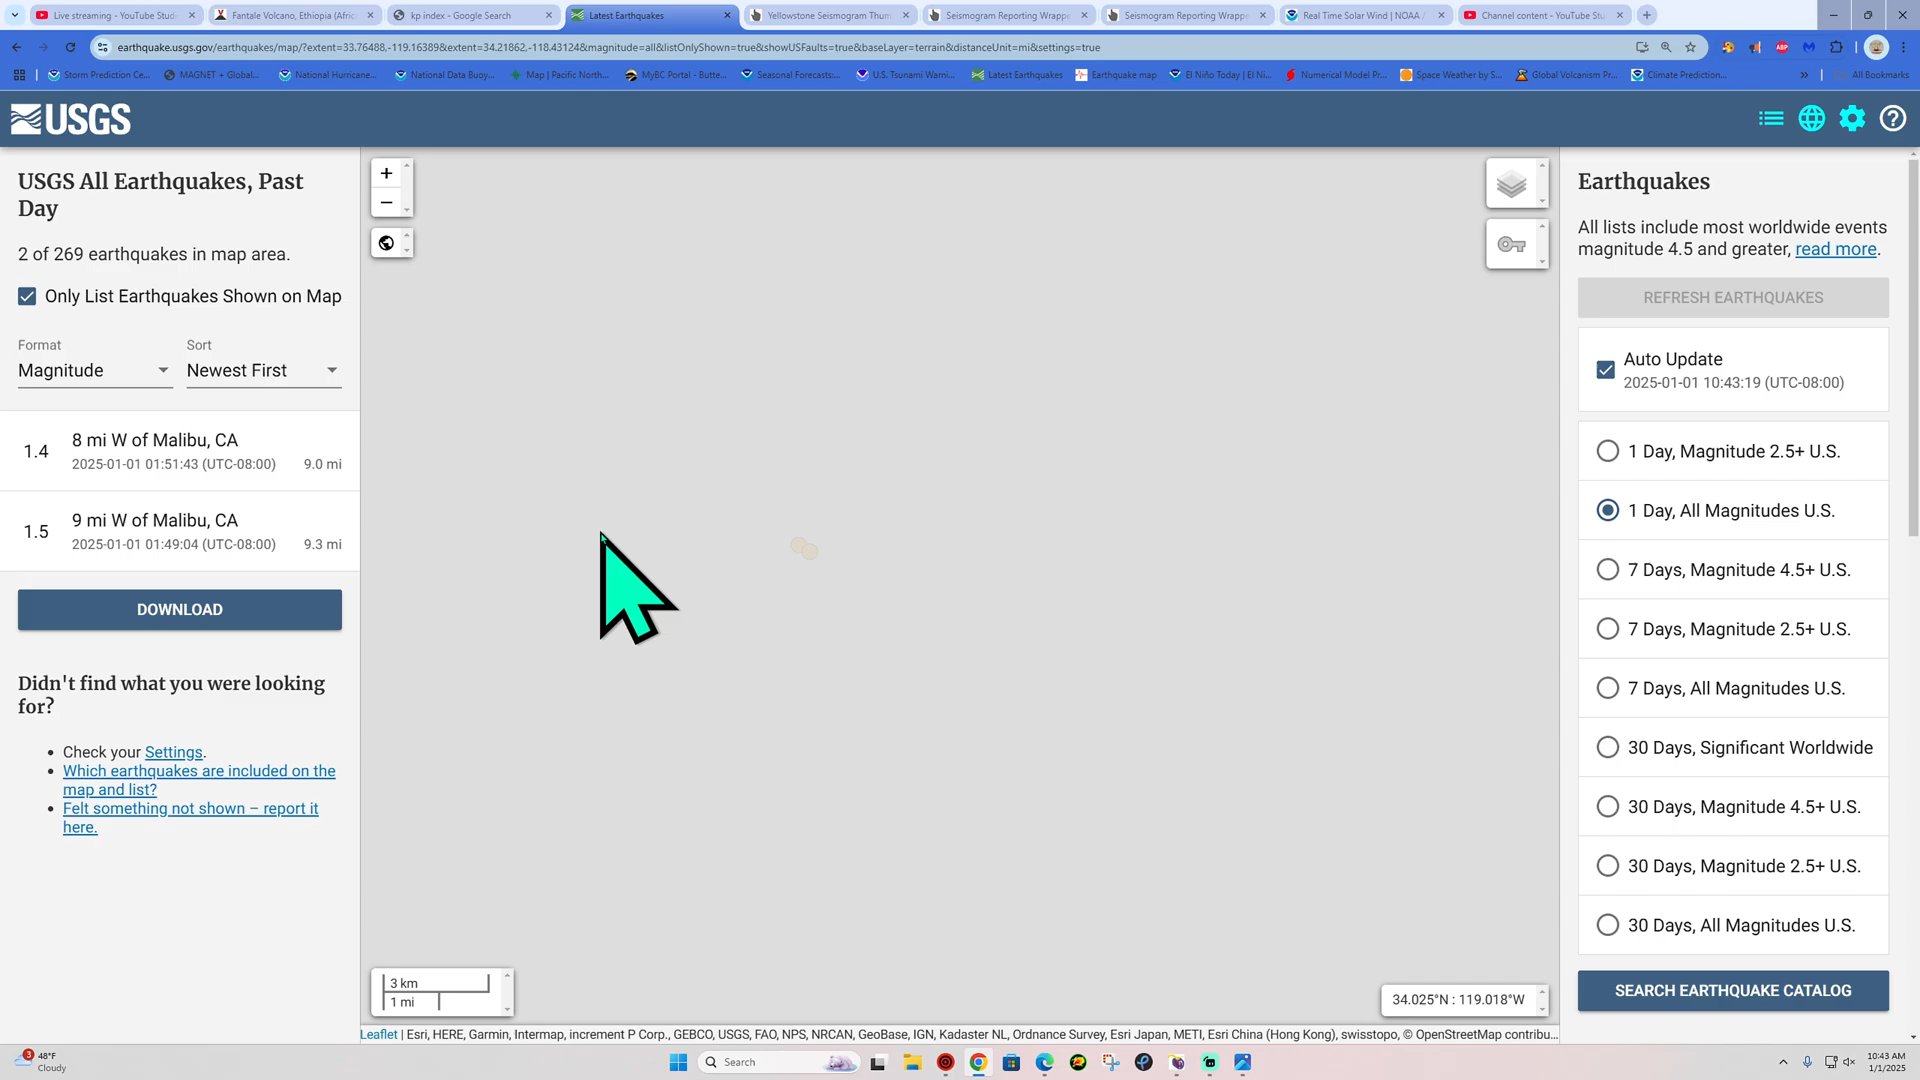 Live streaming - YouTube Studi
Fantale Volcano, Ethiopia (Afric
kp index - Google Search
Latest Earthquakes
Yellowstone Seismogram Thum
Seismogram Reporting Wrappe
Seismogram Reporting Wrappe
Real Time Solar Wind | NOAA /
Channel content - YouTube Stu
earthquake.usgs.gov/earthquakes/map/?extent=33.76488,-119.16389&extent=34.21862,-118.43124&magnitude=all&listOnlyShown=true&showUSFaults=true&baseLayer=terrain&distanceUnit=mi&settings=true
ABP
Storm Prediction Ce...
MAGNET + Global...
National Hurricane...
National Data Buoy...
Map | Pacific North...
MyBC Portal - Butte...
Seasonal Forecasts:...
U.S. Tsunami Warni...
Latest Earthquakes
Earthquake map
El Niño Today | El Ni...
Numerical Model Pr...
Space Weather by S...
Global Volcanism Pr...
Climate Prediction...
All Bookmarks
USGS
USGS All Earthquakes, Past
Day
2 of 269 earthquakes in map area.
Only List Earthquakes Shown on Map
Format
Sort
Magnitude
Newest First
1.4
8 mi W of Malibu, CA
2025-01-01 01:51:43 (UTC-08:00)
9.0 mi
1.5
9 mi W of Malibu, CA
2025-01-01 01:49:04 (UTC-08:00)
9.3 mi
DOWNLOAD
Didn't find what you were looking
for?
• Check your Settings.
• Which earthquakes are included on the
map and list?
• Felt something not shown – report it
here.
+
−
3 km
1 mi
34.025°N : 119.018°W
Leaflet | Esri, HERE, Garmin, Intermap, increment P Corp., GEBCO, USGS, FAO, NPS, NRCAN, GeoBase, IGN, Kadaster NL, Ordnance Survey, Esri Japan, METI, Esri China (Hong Kong), swisstopo, © OpenStreetMap contribu...
Earthquakes
All lists include most worldwide events
magnitude 4.5 and greater, read more.
REFRESH EARTHQUAKES
Auto Update
2025-01-01 10:43:19 (UTC-08:00)
1 Day, Magnitude 2.5+ U.S.
1 Day, All Magnitudes U.S.
7 Days, Magnitude 4.5+ U.S.
7 Days, Magnitude 2.5+ U.S.
7 Days, All Magnitudes U.S.
30 Days, Significant Worldwide
30 Days, Magnitude 4.5+ U.S.
30 Days, Magnitude 2.5+ U.S.
30 Days, All Magnitudes U.S.
SEARCH EARTHQUAKE CATALOG
3
48°F
Cloudy
Search
10:43 AM
1/1/2025